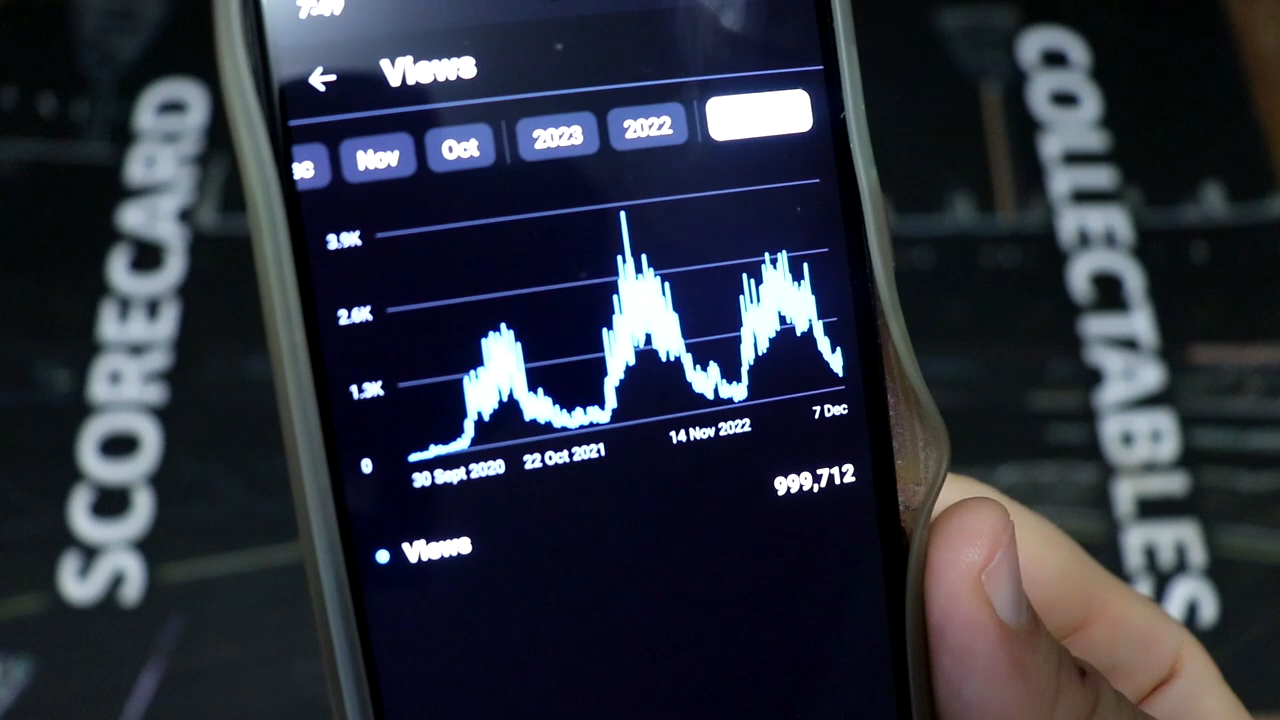 SCORECARD
COLLECTABLES
Views
Nov
Oct
2023
2022
3.9K
2.6K
1.3K
0
30 Sept 2020
22 Oct 2021
14 Nov 2022
7 Dec
999,712
Views